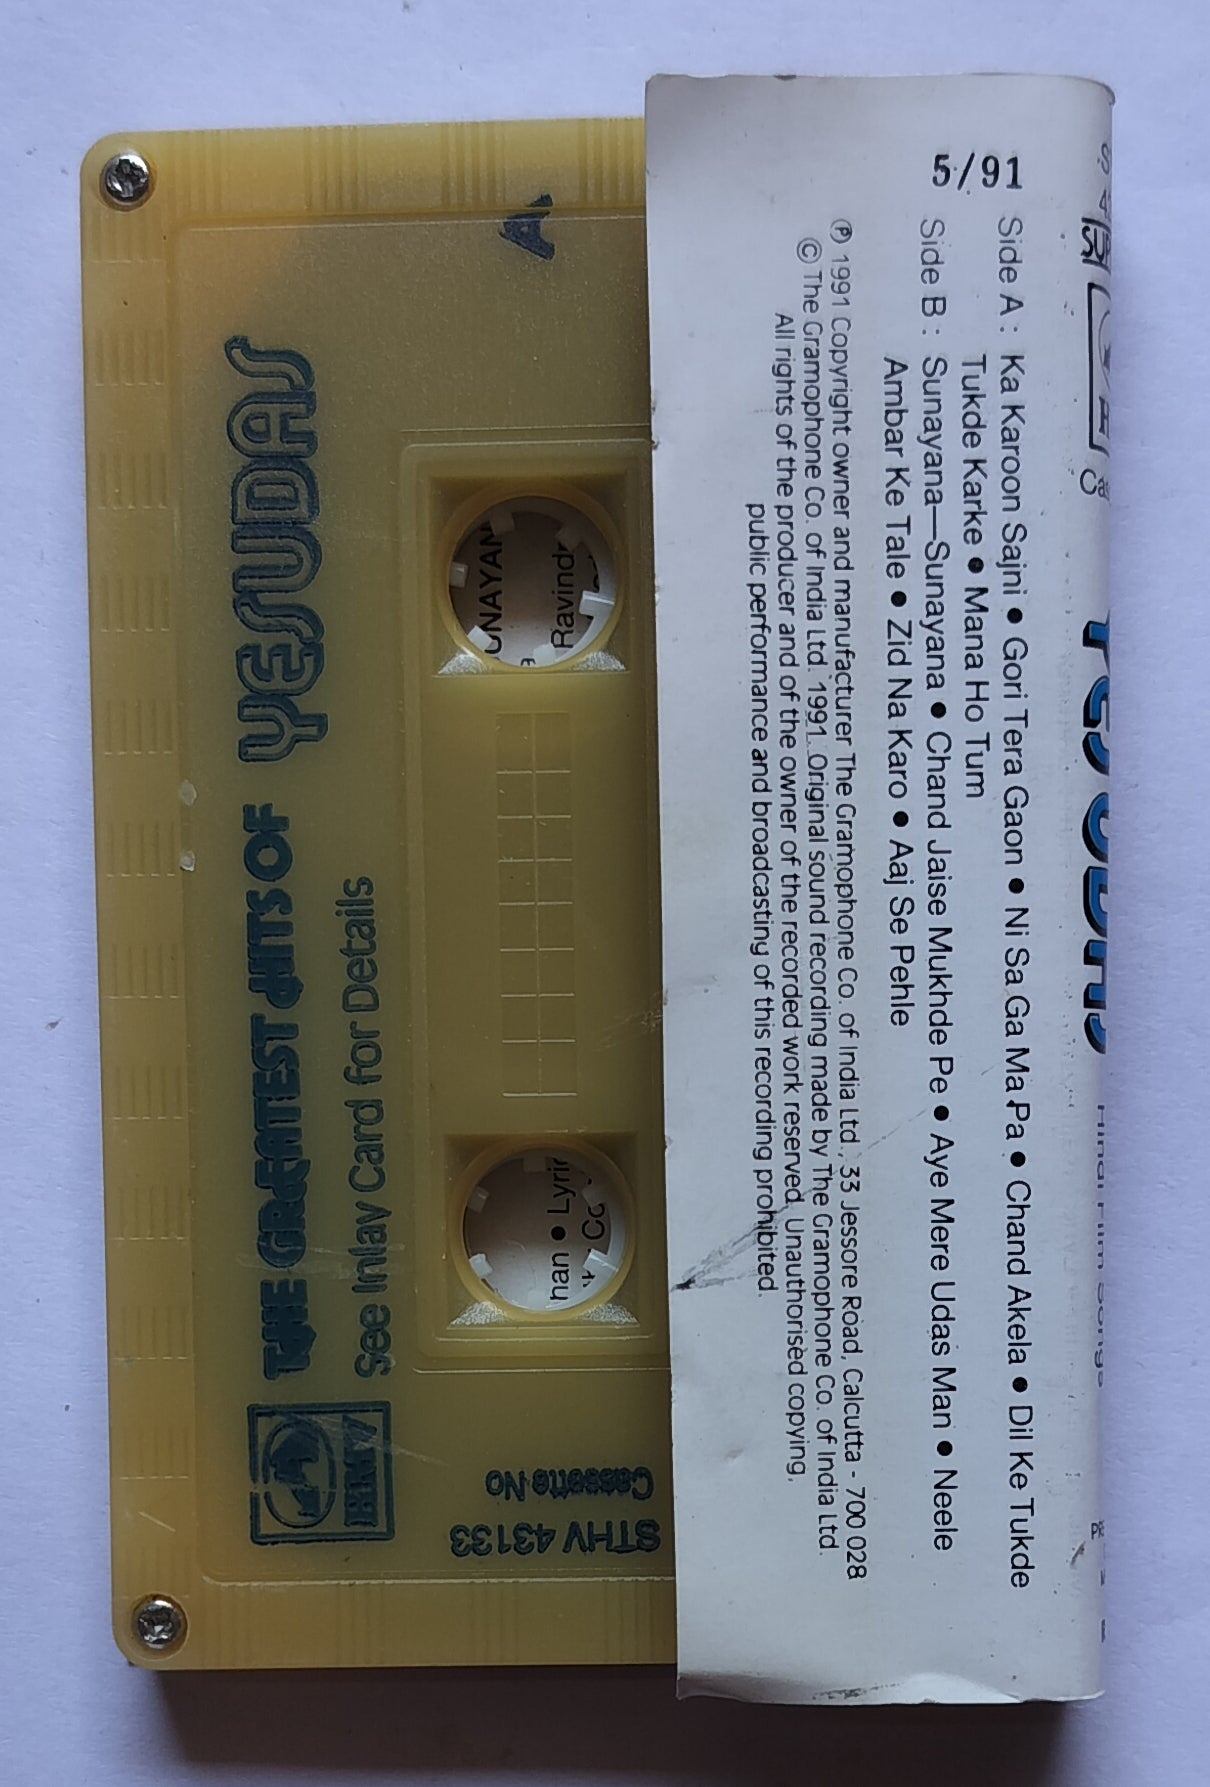 5/91
Side A : Ka Karoon Sajni ● Gori Tera Gaon ● Ni Sa Ga Ma Pa ● Chand Akela ● Dil Ke Tukde
Tukde Karke ● Mana Ho Tum
Side B : Sunayana—Sunayana ● Chand Jaise Mukhde Pe ● Aye Mere Udas Man ● Neele
Ambar Ke Tale ● Zid Na Karo ● Aaj Se Pehle
Ⓟ 1991 Copyright owner and manufacturer The Gramophone Co. of India Ltd., 33 Jessore Road, Calcutta - 700 028
© The Gramophone Co. of India Ltd. 1991. Original sound recording made by The Gramophone Co. of India Ltd.
All rights of the producer and of the owner of the recorded work reserved. Unauthorised copying,
public performance and broadcasting of this recording prohibited.
Hindi Film Songs
A
THE GREATEST HITS OF YESUDAS
See Inlay Card for Details
HMV
Cassette No
STHV 43133